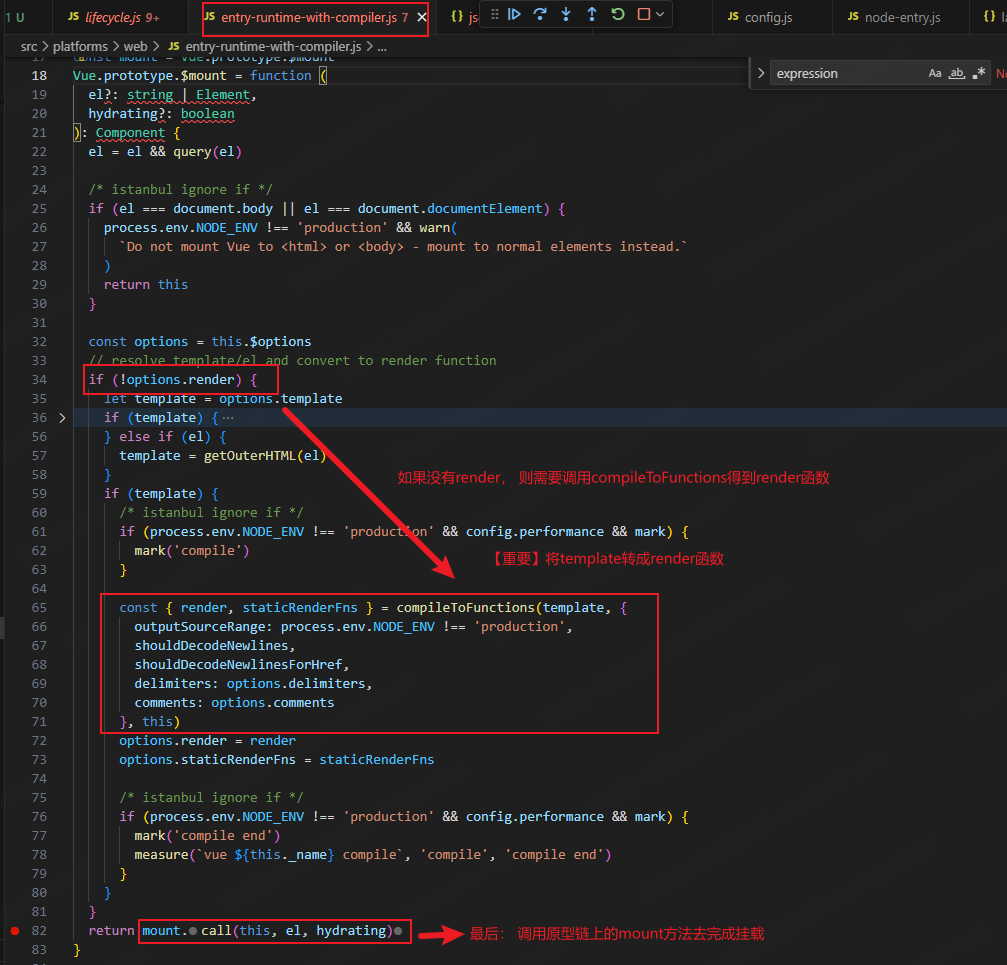 1 U
JS lifecycle.js 9+
JS entry-runtime-with-compiler.js 7
{} js
JS config.js
JS node-entry.js
{}
src > platforms > web > JS entry-runtime-with-compiler.js > ...
expression
Aa ab .*
17 const mount = Vue.prototype.$mount
18 Vue.prototype.$mount = function (
19 el?: string | Element,
20 hydrating?: boolean
21 ): Component {
22 el = el && query(el)
23
24 /* istanbul ignore if */
25 if (el === document.body || el === document.documentElement) {
26 process.env.NODE_ENV !== 'production' && warn(
27 `Do not mount Vue to <html> or <body> - mount to normal elements instead.`
28 )
29 return this
30 }
31
32 const options = this.$options
33 // resolve template/el and convert to render function
34 if (!options.render) {
35 let template = options.template
36 if (template) { ...
56 } else if (el) {
57 template = getOuterHTML(el)
如果没有render， 则需要调用compileToFunctions得到render函数
58 }
59 if (template) {
60 /* istanbul ignore if */
61 if (process.env.NODE_ENV !== 'production' && config.performance && mark) {
62 mark('compile')
【重要】将template转成render函数
63 }
64
65 const { render, staticRenderFns } = compileToFunctions(template, {
66 outputSourceRange: process.env.NODE_ENV !== 'production',
67 shouldDecodeNewlines,
68 shouldDecodeNewlinesForHref,
69 delimiters: options.delimiters,
70 comments: options.comments
71 }, this)
72 options.render = render
73 options.staticRenderFns = staticRenderFns
74
75 /* istanbul ignore if */
76 if (process.env.NODE_ENV !== 'production' && config.performance && mark) {
77 mark('compile end')
78 measure(`vue ${this._name} compile`, 'compile', 'compile end')
79 }
80 }
81 }
82 return mount.call(this, el, hydrating)
最后： 调用原型链上的mount方法去完成挂载
83 }